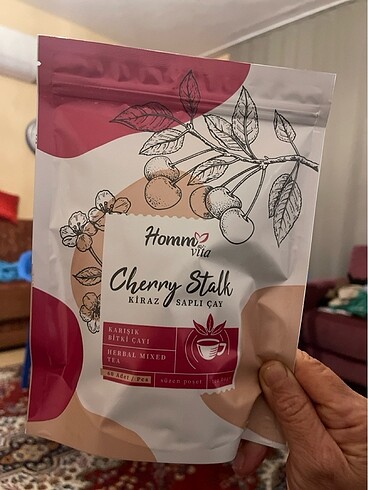 Homm
vita
Cherry Stalk
KİRAZ SAPLI ÇAY
KARIŞIK
BİTKİ ÇAYI
HERBAL MIXED
TEA
süzen poşet